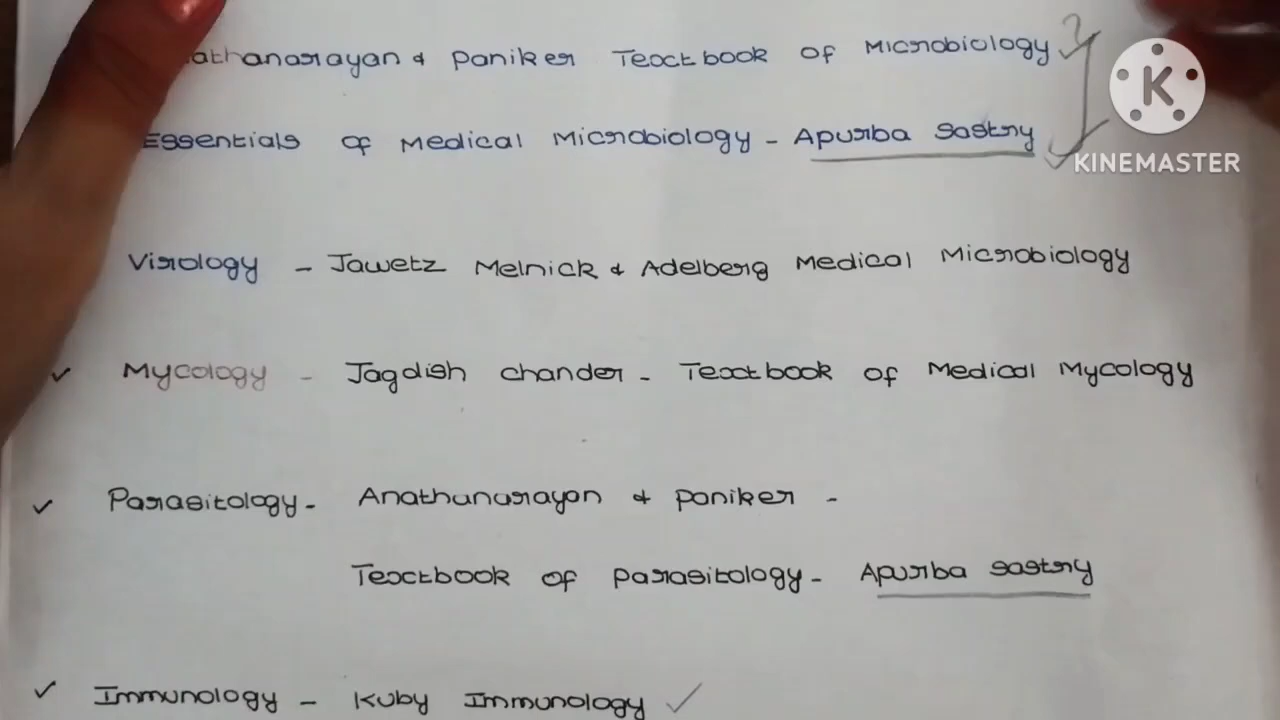 athanarayan & Paniker Textbook of Microbiology
Essentials of Medical Microbiology - Apurba Sastry
KINEMASTER
Virology - Jawetz Melnick & Adelberg Medical Microbiology
✓ Mycology - Jagdish chander - Textbook of Medical Mycology
✓ Parasitology - Anathanarayan & Paniker -
Textbook of Parasitology - Apurba Sastry
✓ Immunology - Kuby Immunology ✓